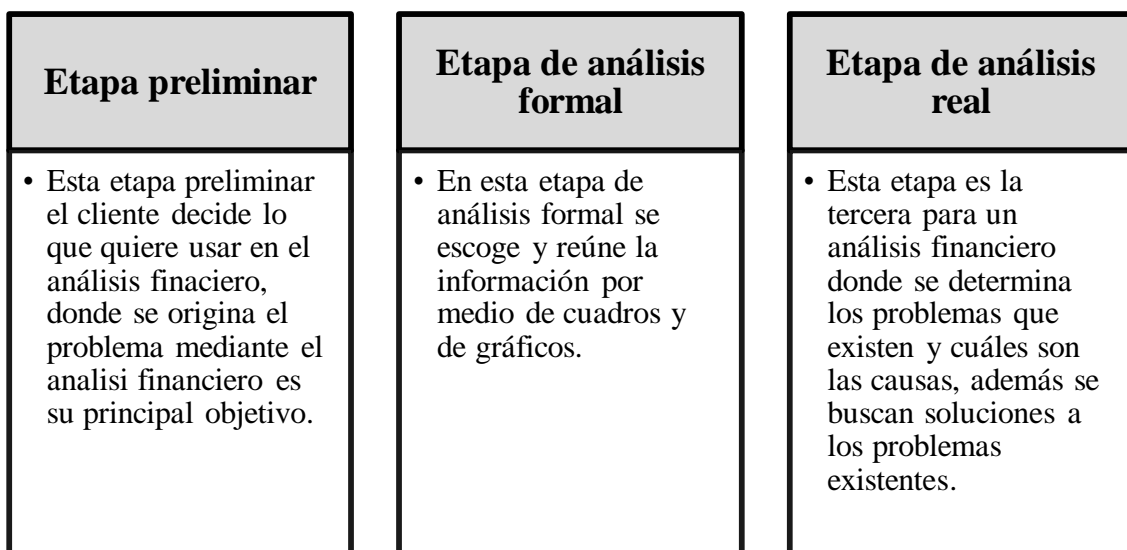 Etapa preliminar
• Esta etapa preliminar
el cliente decide lo
que quiere usar en el
análisis finaciero,
donde se origina el
problema mediante el
analisi financiero es
su principal objetivo.
Etapa de análisis
formal
• En esta etapa de
análisis formal se
escoge y reúne la
información por
medio de cuadros y
de gráficos.
Etapa de análisis
real
• Esta etapa es la
tercera para un
análisis financiero
donde se determina
los problemas que
existen y cuáles son
las causas, además se
buscan soluciones a
los problemas
existentes.